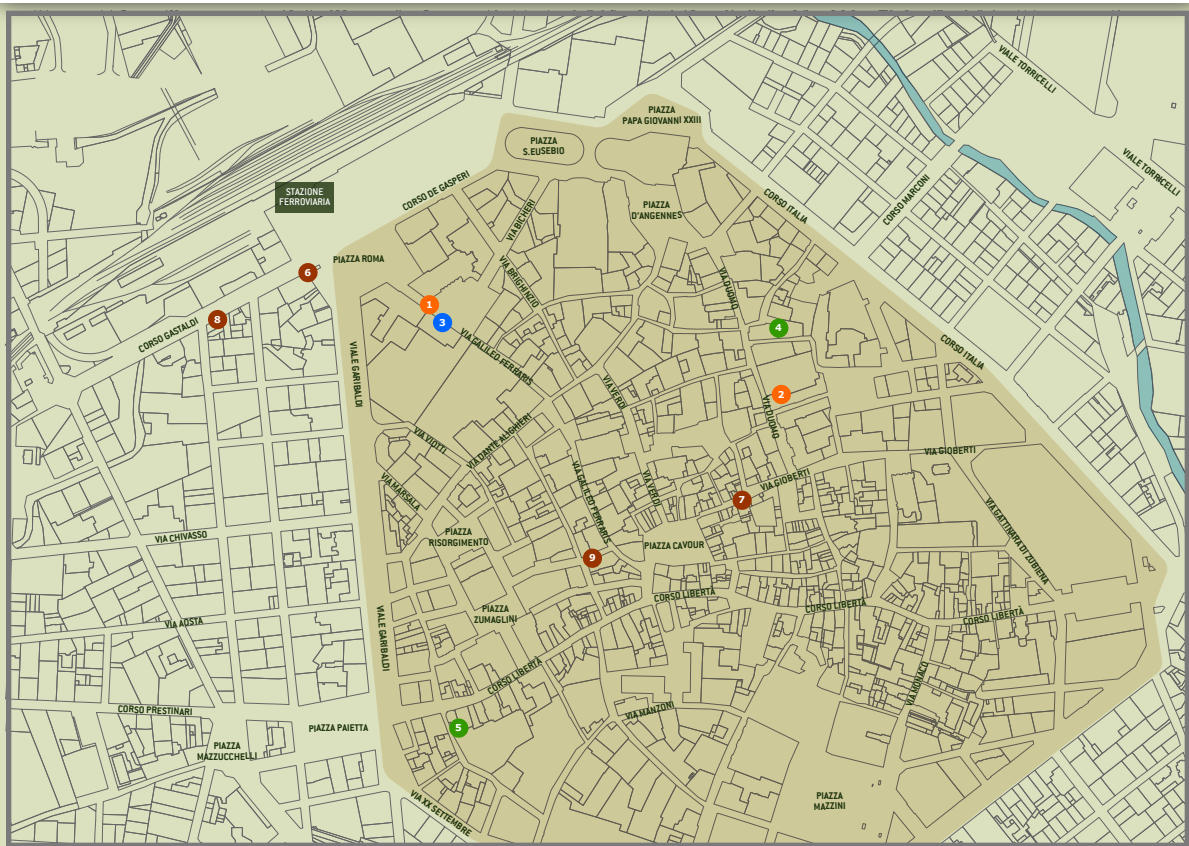 VIALE TORRICELLI
PIAZZA
PAPA GIOVANNI XXIII
PIAZZA
S.EUSEBIO
VIALE TORRICELLI
STAZIONE
FERROVIARIA
CORSO DE GASPERI
CORSO MARCONI
CORSO ITALIA
PIAZZA
D'ANGENNES
VIA BICHERI
PIAZZA ROMA
6
VIA BRIGHINZIO
VIA DUOMO
1
3
8
4
CORSO GASTALDI
VIA GALILEO FERRARIS
CORSO ITALIA
VIALE GARIBALDI
VIA VERDI
2
VIA DUOMO
VIA VIOTTI
VIA DANTE ALIGHIERI
VIA GIOBERTI
VIA MARSALA
VIA GALILEO FERRARIS
VIA VERDI
VIA GIOBERTI
7
VIA GATTINARA DI ZUBIENA
VIA CHIVASSO
PIAZZA
RISORGIMENTO
PIAZZA CAVOUR
9
CORSO LIBERTÀ
CORSO LIBERTÀ
CORSO LIBERTÀ
PIAZZA
ZUMAGLINI
VIA AOSTA
VIALE GARIBALDI
CORSO LIBERTÀ
VIA MONACO
CORSO PRESTINARI
VIA MANZONI
PIAZZA PAIETTA
5
PIAZZA
MAZZUCCHELLI
PIAZZA
MAZZINI
VIA XX SETTEMBRE